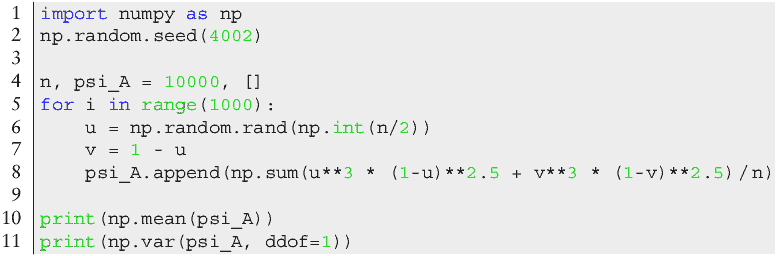 1 import numpy as np
2 np.random.seed(4002)
3
4 n, psi_A = 10000, []
5 for i in range(1000):
6     u = np.random.rand(np.int(n/2))
7     v = 1 - u
8     psi_A.append(np.sum(u**3 * (1-u)**2.5 + v**3 * (1-v)**2.5)/n)
9
10 print(np.mean(psi_A))
11 print(np.var(psi_A, ddof=1))